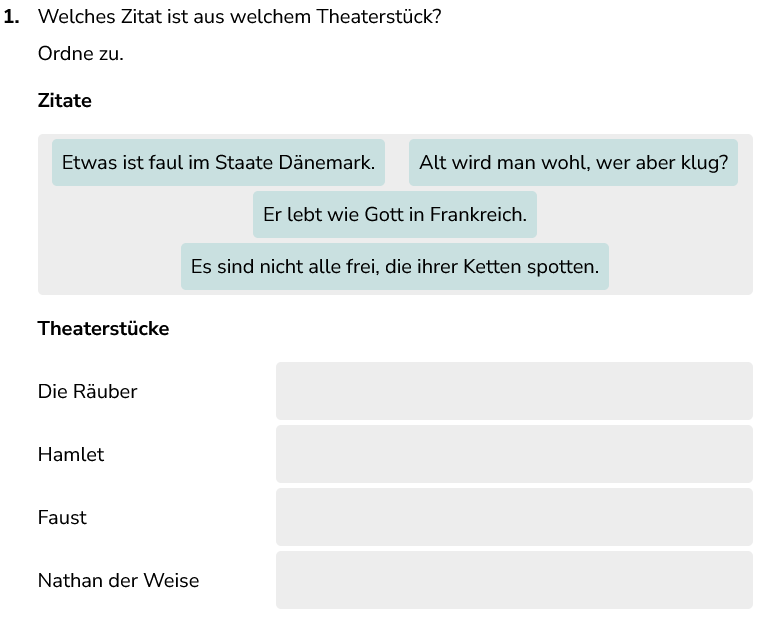 1. Welches Zitat ist aus welchem Theaterstück?
Ordne zu.
Zitate
Etwas ist faul im Staate Dänemark. Alt wird man wohl, wer aber klug?
Er lebt wie Gott in Frankreich.
Es sind nicht alle frei, die ihrer Ketten spotten.
Theaterstücke
Die Räuber
Hamlet
Faust
Nathan der Weise